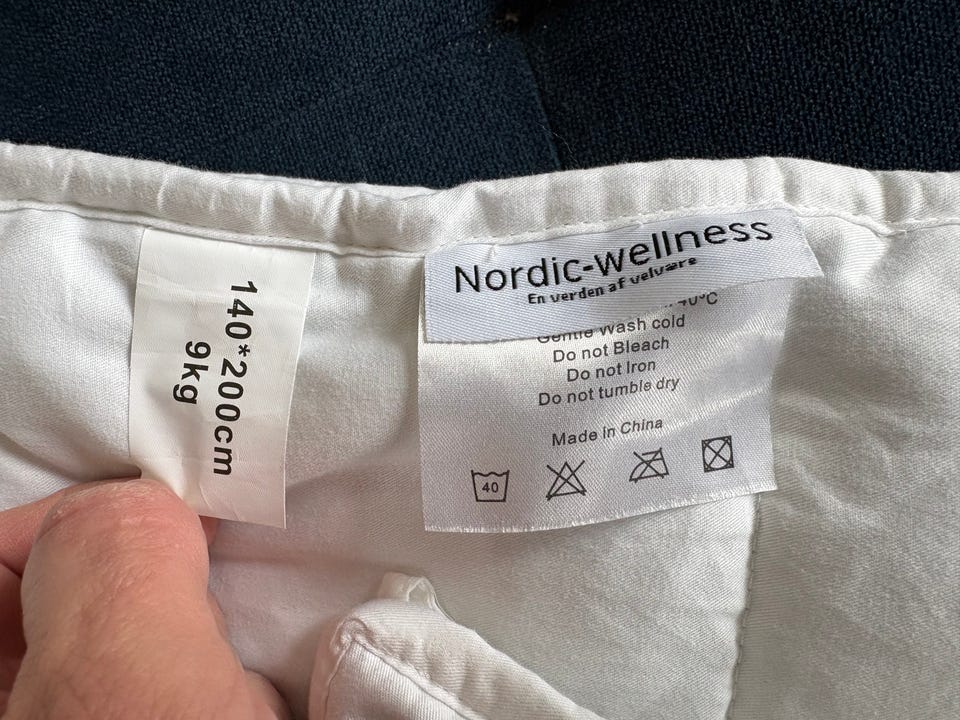 140*200cm
9kg
Nordic-wellness
En verden af velvære
40°C
Gentle Wash cold
Do not Bleach
Do not Iron
Do not tumble dry
Made in China
40